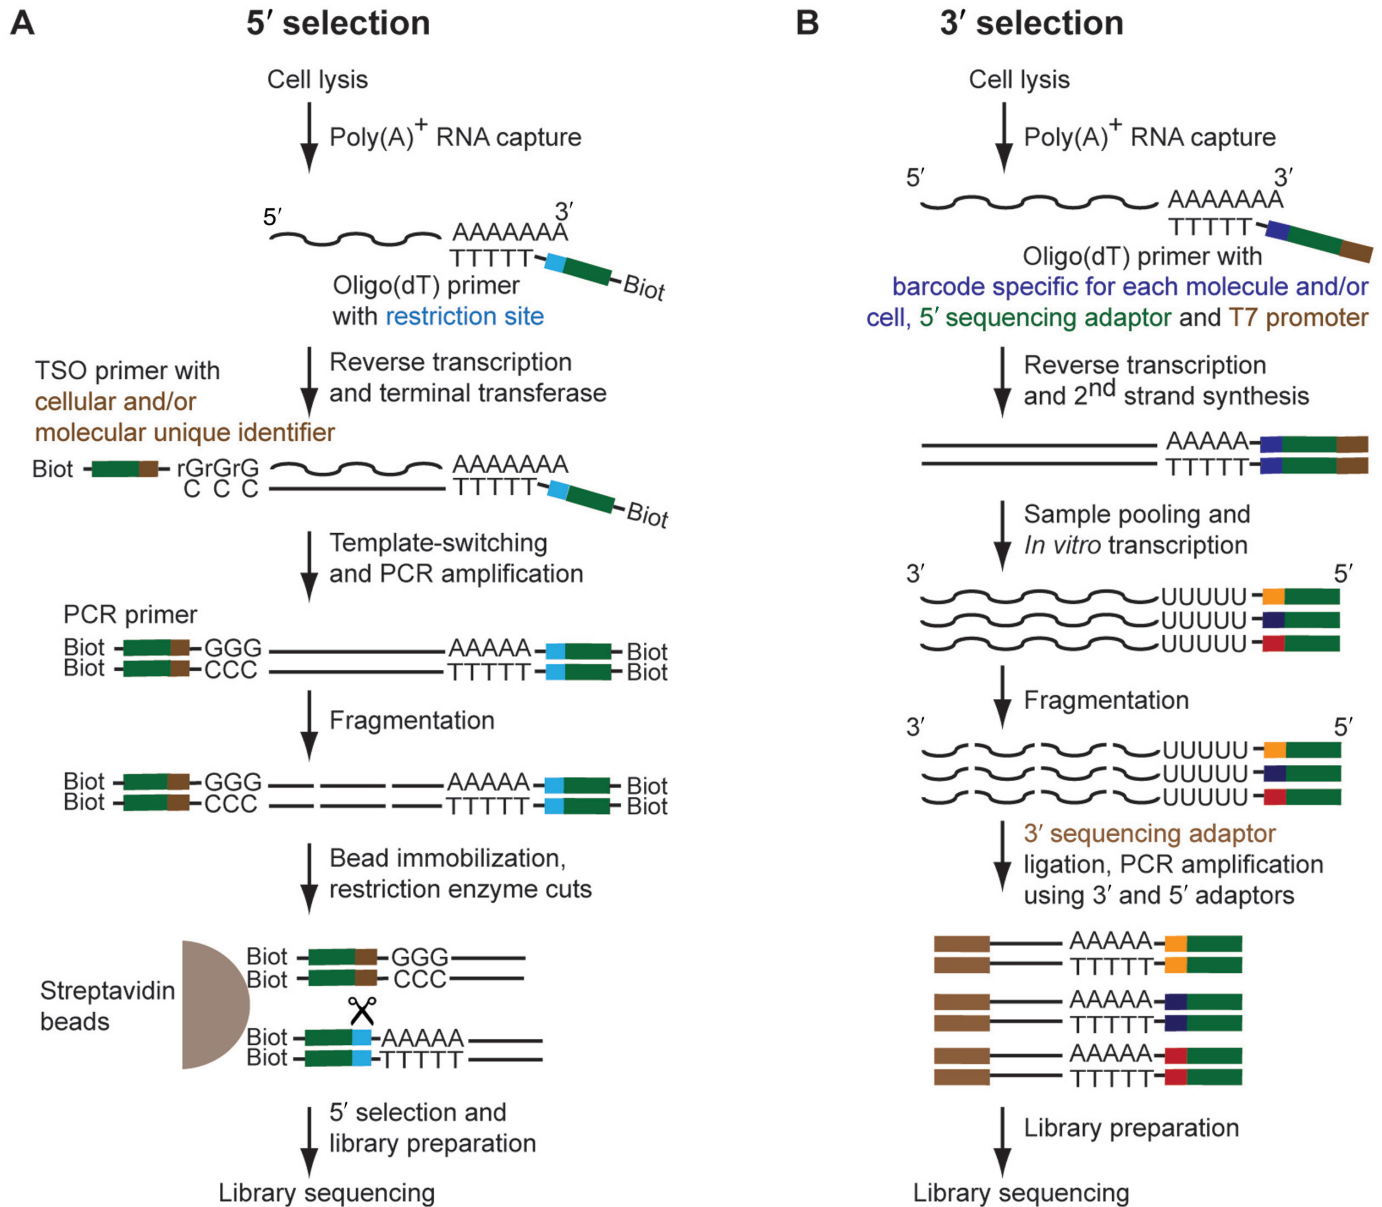 A
5′ selection
Cell lysis
Poly(A)+ RNA capture
5′
3′
AAAAAAA
TTTTT
Biot
Oligo(dT) primer
with restriction site
Reverse transcription
and terminal transferase
TSO primer with
cellular and/or
molecular unique identifier
Biot
rGrGrG
AAAAAAA
C C C
TTTTT
Biot
Template-switching
and PCR amplification
PCR primer
Biot GGG AAAAA Biot
Biot CCC TTTTT Biot
Fragmentation
Biot GGG AAAAA Biot
Biot CCC TTTTT Biot
Bead immobilization,
restriction enzyme cuts
Streptavidin
beads
Biot GGG
Biot CCC
Biot AAAAA
Biot TTTTT
5′ selection and
library preparation
Library sequencing
B
3′ selection
Cell lysis
Poly(A)+ RNA capture
5′
3′
AAAAAAA
TTTTT
Oligo(dT) primer with
barcode specific for each molecule and/or
cell, 5′ sequencing adaptor and T7 promoter
Reverse transcription
and 2nd strand synthesis
AAAAA
TTTTT
Sample pooling and
In vitro transcription
3′
5′
UUUUU
UUUUU
UUUUU
Fragmentation
3′
5′
UUUUU
UUUUU
UUUUU
3′ sequencing adaptor
ligation, PCR amplification
using 3′ and 5′ adaptors
AAAAA
TTTTT
AAAAA
TTTTT
AAAAA
TTTTT
Library preparation
Library sequencing